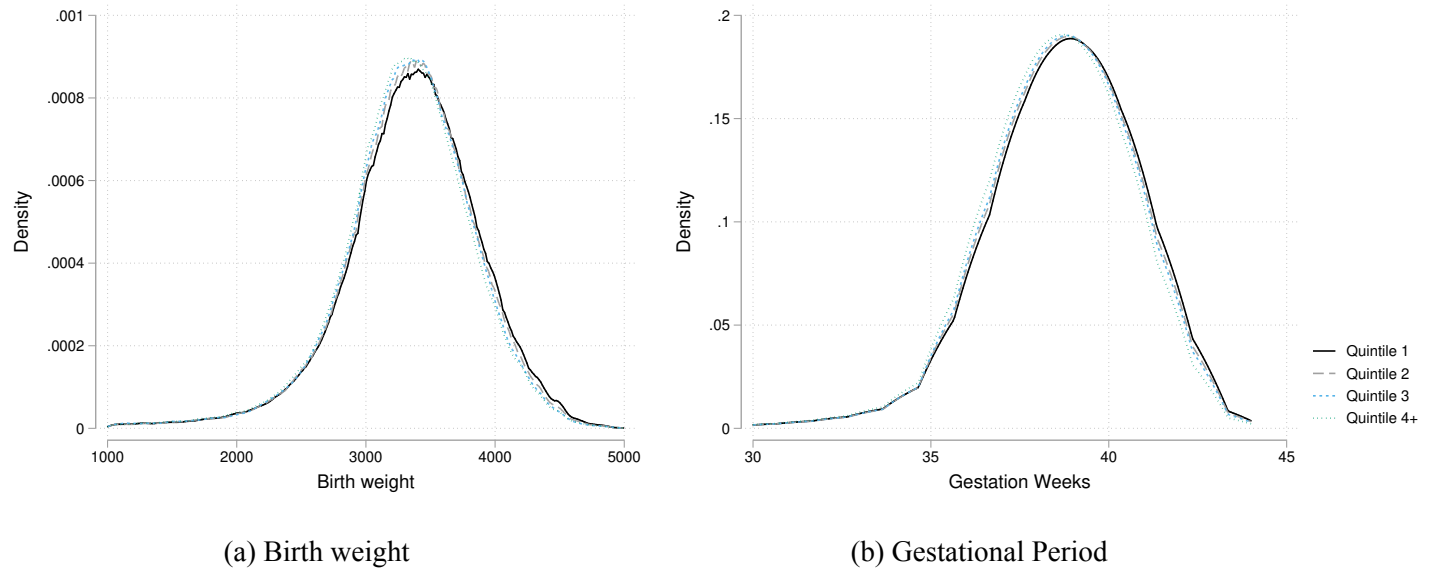 .001
.0008
.0006
.0004
.0002
0
Density
1000 2000 3000 4000 5000
Birth weight
(a) Birth weight
.2
.15
.1
.05
0
Density
30 35 40 45
Gestation Weeks
(b) Gestational Period
Quintile 1
Quintile 2
Quintile 3
Quintile 4+